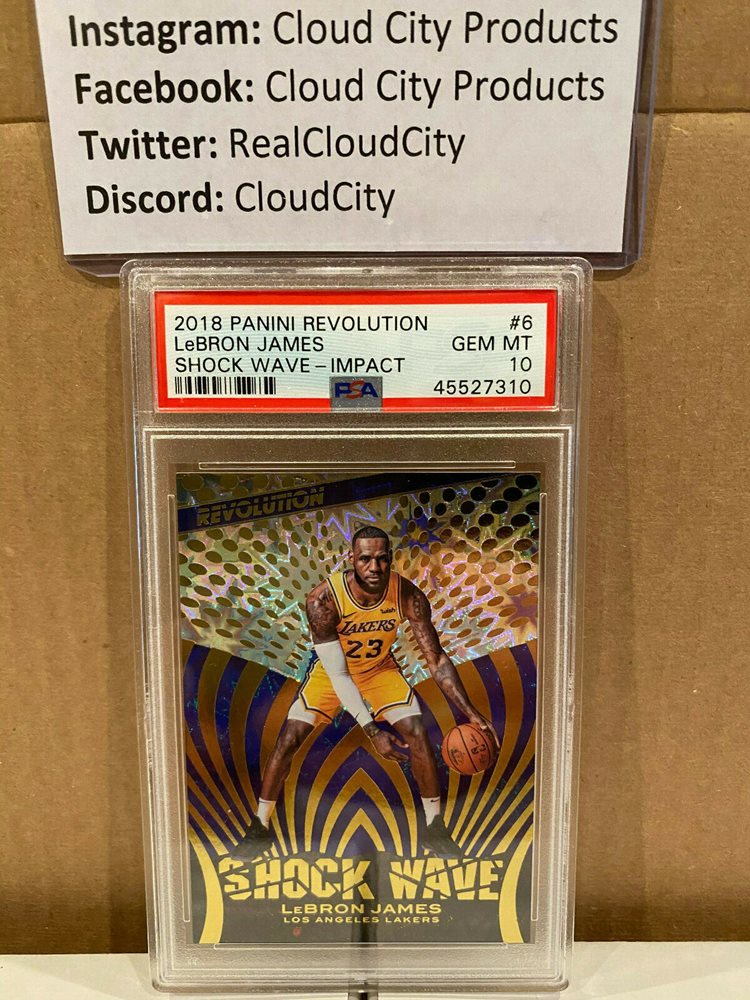 Instagram: Cloud City Products
Facebook: Cloud City Products
Twitter: RealCloudCity
Discord: CloudCity
2018 PANINI REVOLUTION #6
LeBRON JAMES GEM MT
SHOCK WAVE – IMPACT 10
PSA 45527310
REVOLUTION
wish
LAKERS
23
SHOCK WAVE
LeBRON JAMES
LOS ANGELES LAKERS